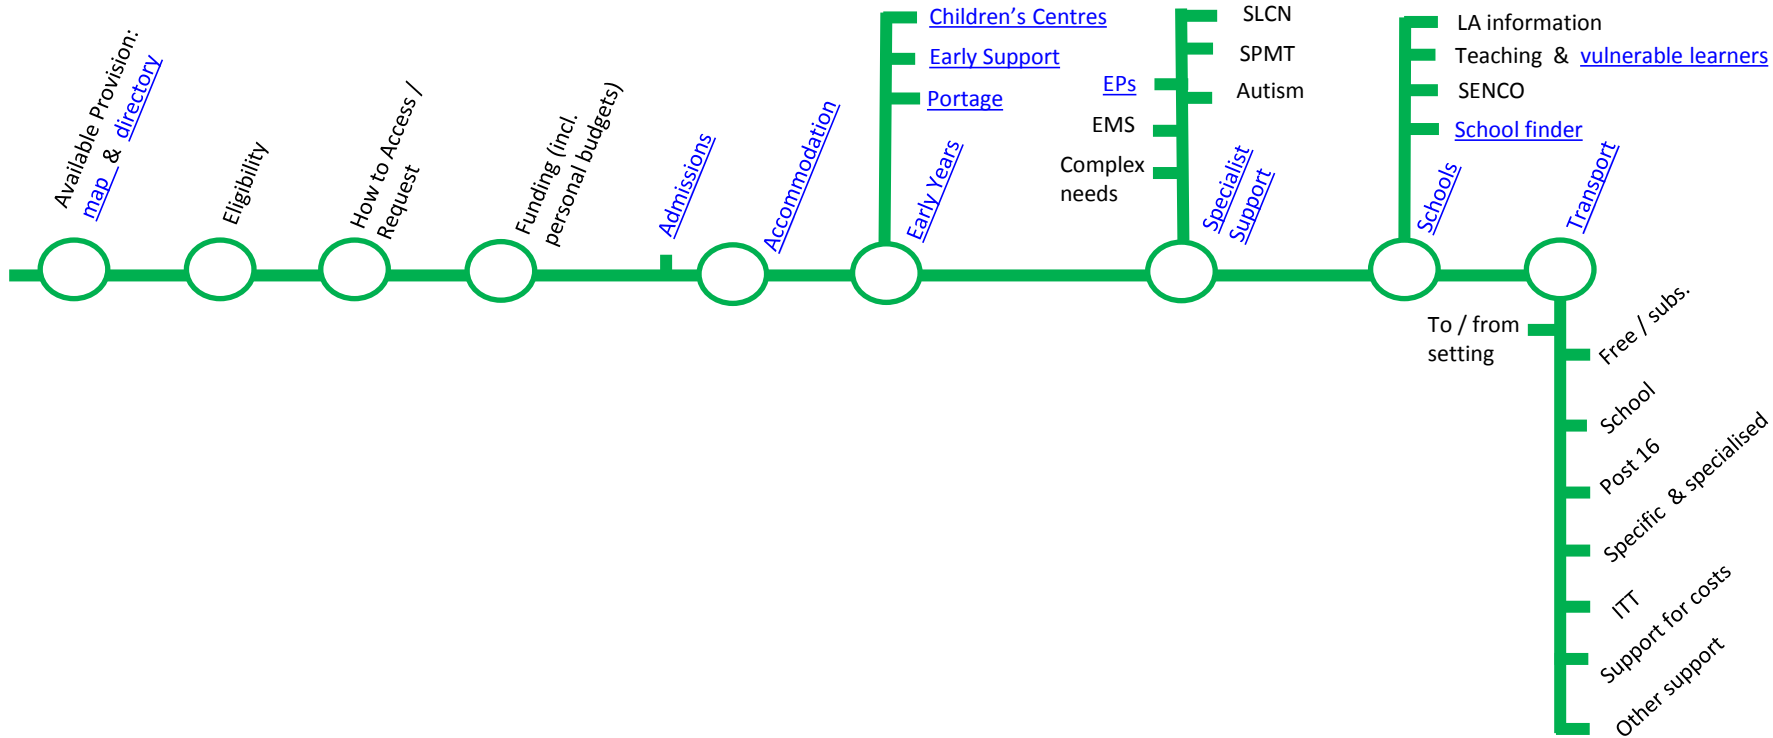 Available Provision:
map & directory
Eligibility
How to Access /
Request
Funding (incl.
personal budgets)
Admissions
Accommodation
Children’s Centres
Early Support
Portage
Early Years
SLCN
SPMT
EPs
Autism
EMS
Complex
needs
Specialist
Support
LA information
Teaching & vulnerable learners
SENCO
School finder
Schools
Transport
To / from
setting
Free / subs.
School
Post 16
Specific & specialised
ITT
Support for costs
Other support